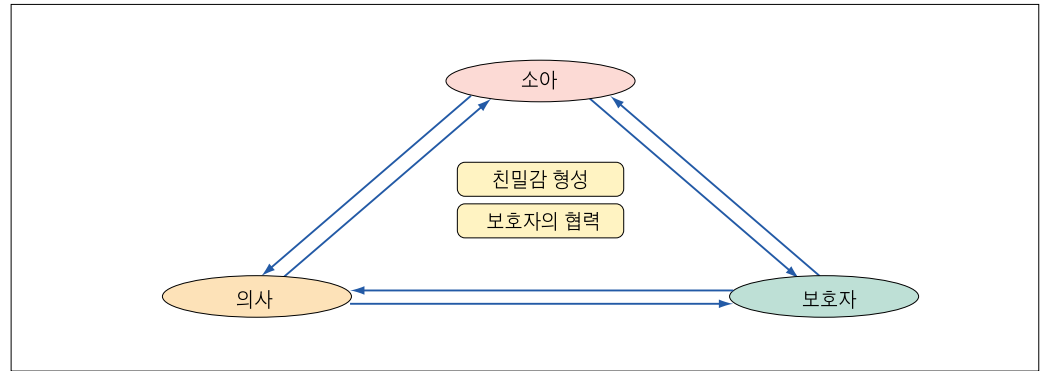 소아
친밀감 형성
보호자의 협력
의사
보호자